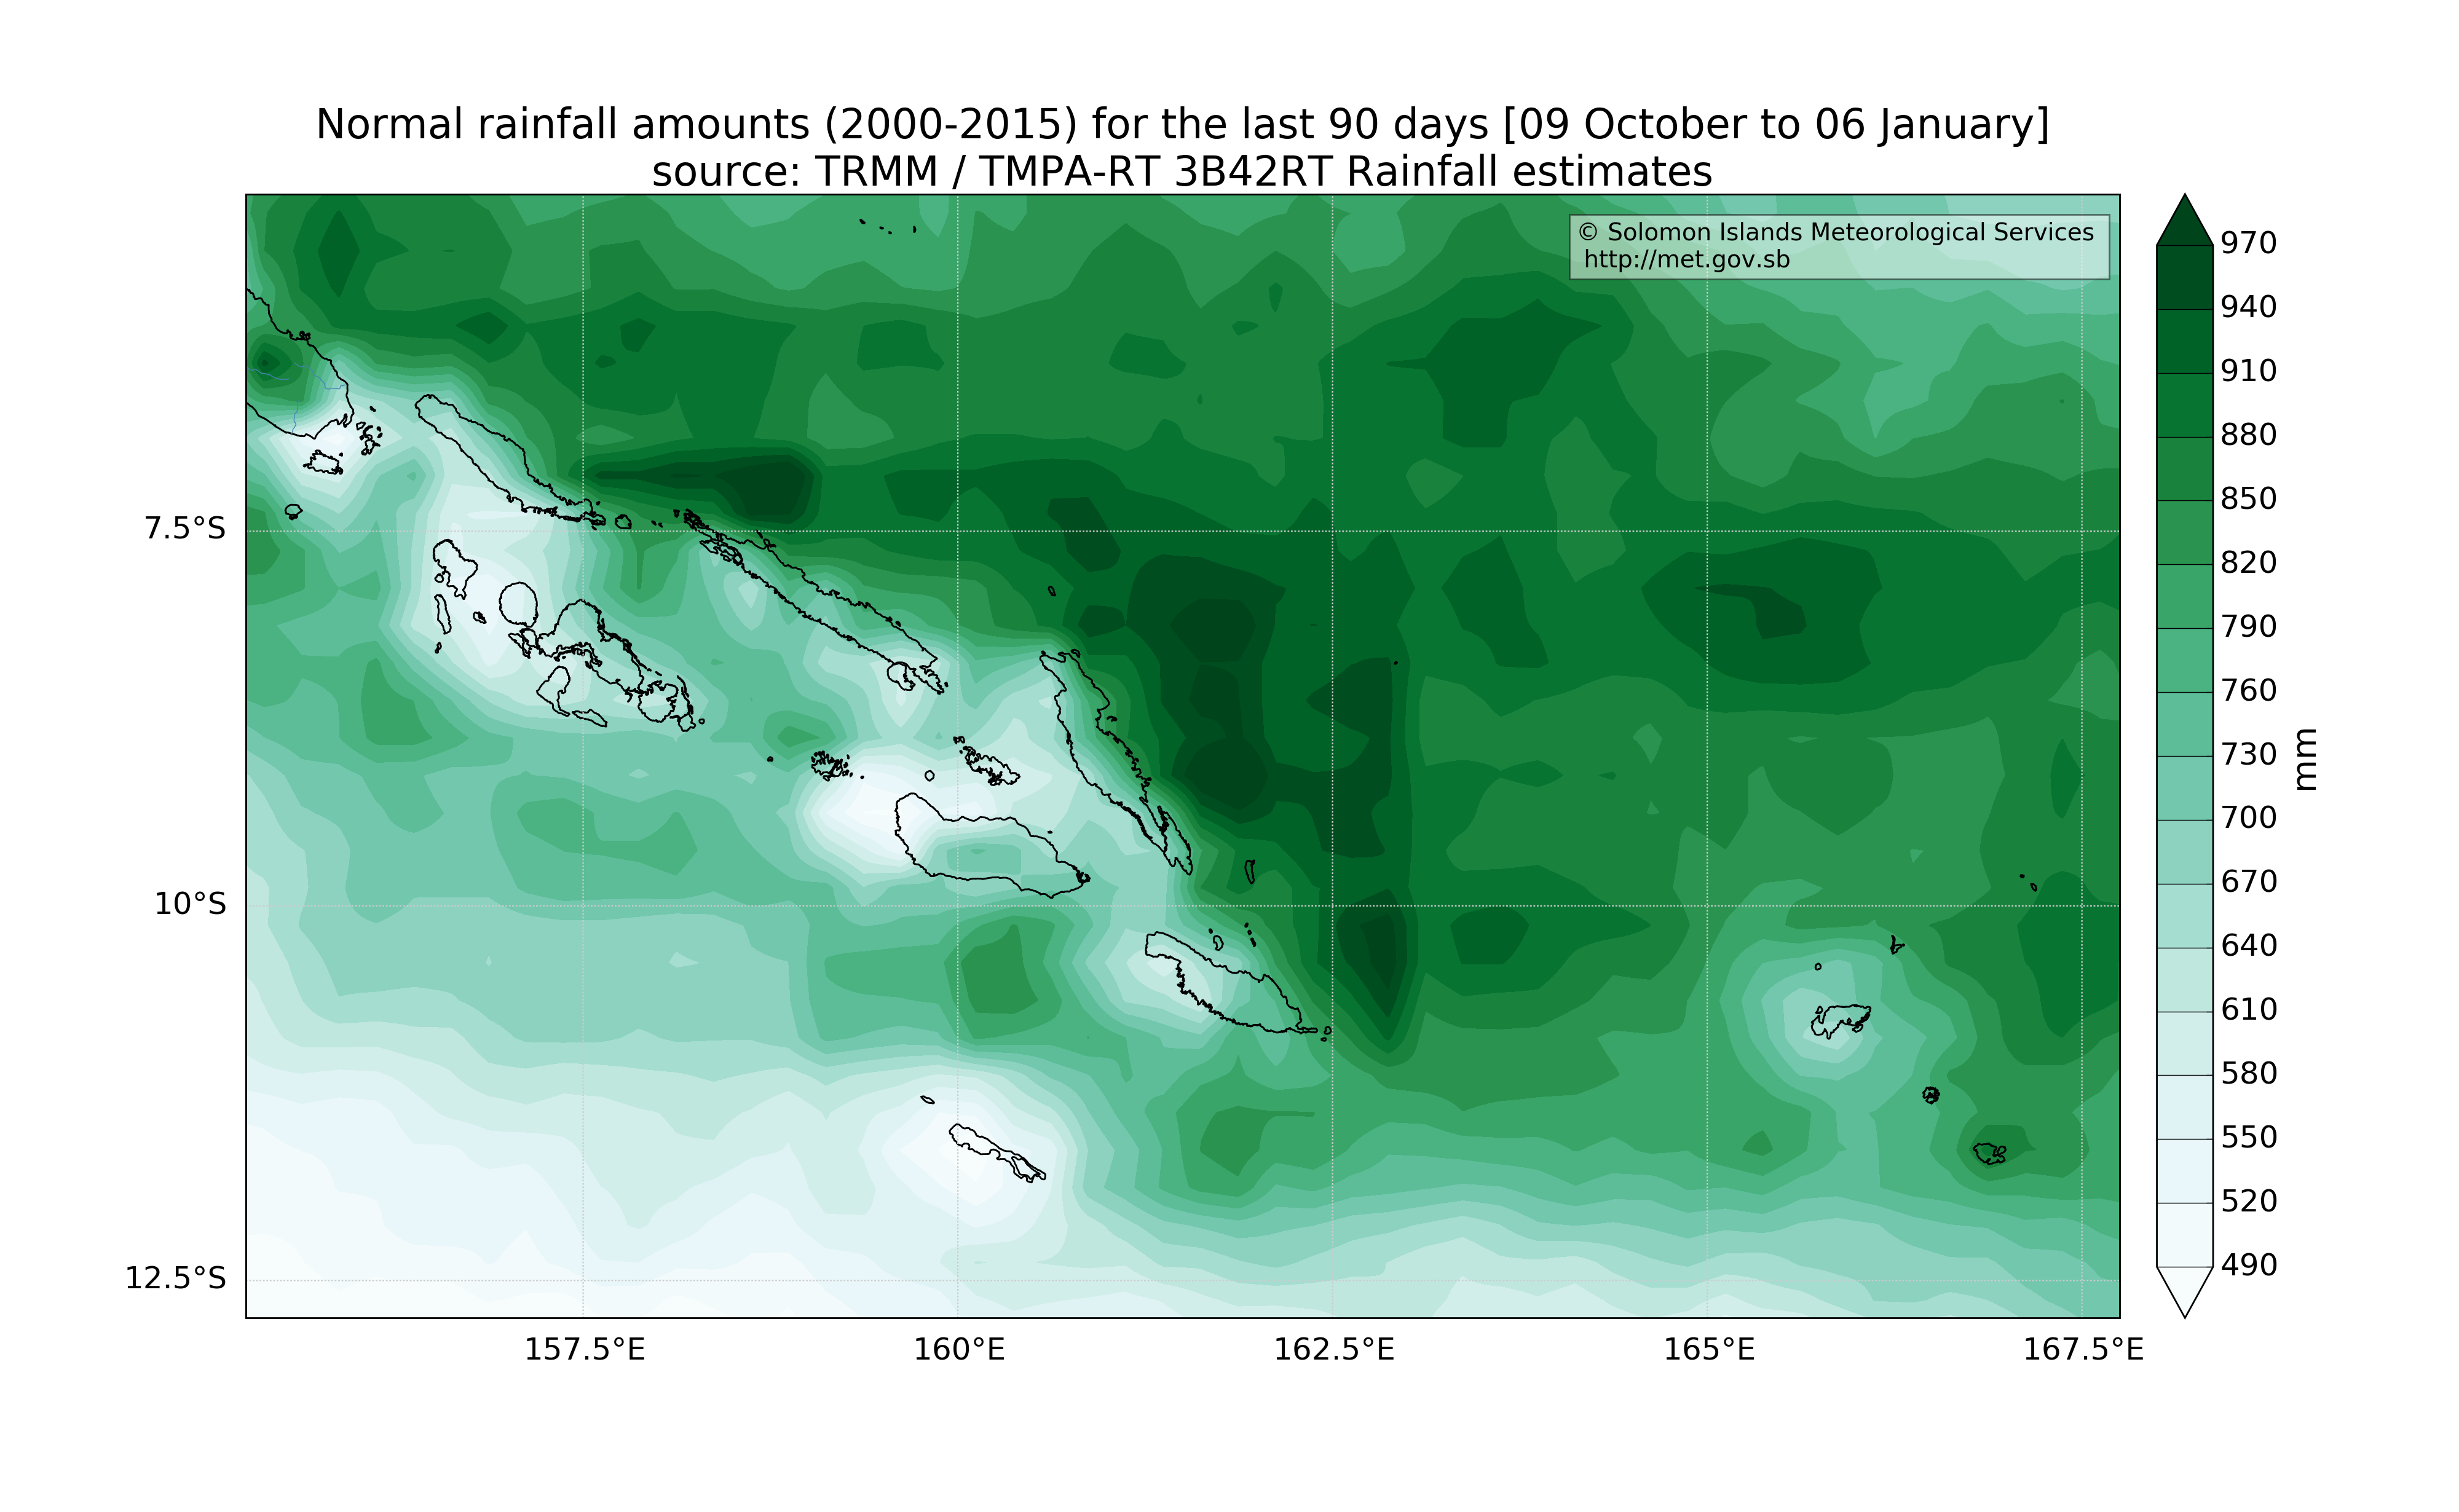 Normal rainfall amounts (2000-2015) for the last 90 days [09 October to 06 January]
source: TRMM / TMPA-RT 3B42RT Rainfall estimates
© Solomon Islands Meteorological Services
http://met.gov.sb
7.5°S
10°S
12.5°S
157.5°E
160°E
162.5°E
165°E
167.5°E
970
940
910
880
850
820
790
760
730
700
670
640
610
580
550
520
490
mm